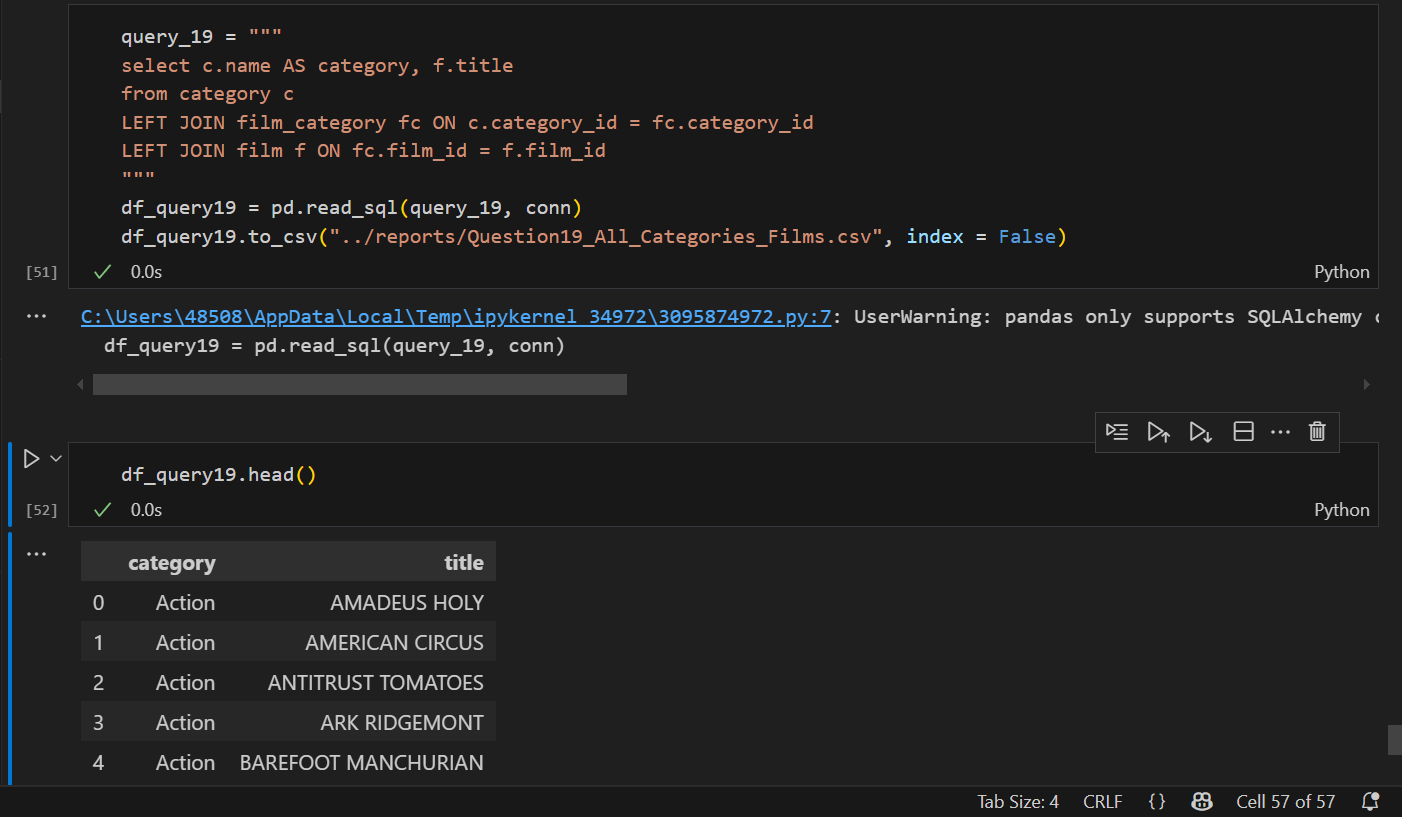 query_19 = """
select c.name AS category, f.title
from category c
LEFT JOIN film_category fc ON c.category_id = fc.category_id
LEFT JOIN film f ON fc.film_id = f.film_id
"""
df_query19 = pd.read_sql(query_19, conn)
df_query19.to_csv("../reports/Question19_All_Categories_Films.csv", index = False)
[51] 0.0s Python
C:\Users\48508\AppData\Local\Temp\ipykernel_34972\3095874972.py:7: UserWarning: pandas only supports SQLAlchemy
df_query19 = pd.read_sql(query_19, conn)
df_query19.head()
[52] 0.0s Python
category title
0 Action AMADEUS HOLY
1 Action AMERICAN CIRCUS
2 Action ANTITRUST TOMATOES
3 Action ARK RIDGEMONT
4 Action BAREFOOT MANCHURIAN
Tab Size: 4 CRLF {} Cell 57 of 57